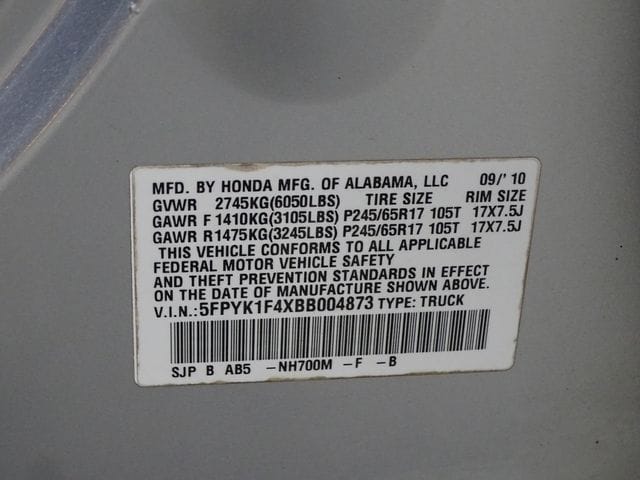 MFD. BY HONDA MFG. OF ALABAMA, LLC 09/' 10
GVWR 2745KG(6050LBS) TIRE SIZE RIM SIZE
GAWR F 1410KG(3105LBS) P245/65R17 105T 17X7.5J
GAWR R1475KG(3245LBS) P245/65R17 105T 17X7.5J
THIS VEHICLE CONFORMS TO ALL APPLICABLE
FEDERAL MOTOR VEHICLE SAFETY
AND THEFT PREVENTION STANDARDS IN EFFECT
ON THE DATE OF MANUFACTURE SHOWN ABOVE.
V.I.N.:5FPYK1F4XBB004873 TYPE: TRUCK
SJP B AB5 -NH700M -F -B